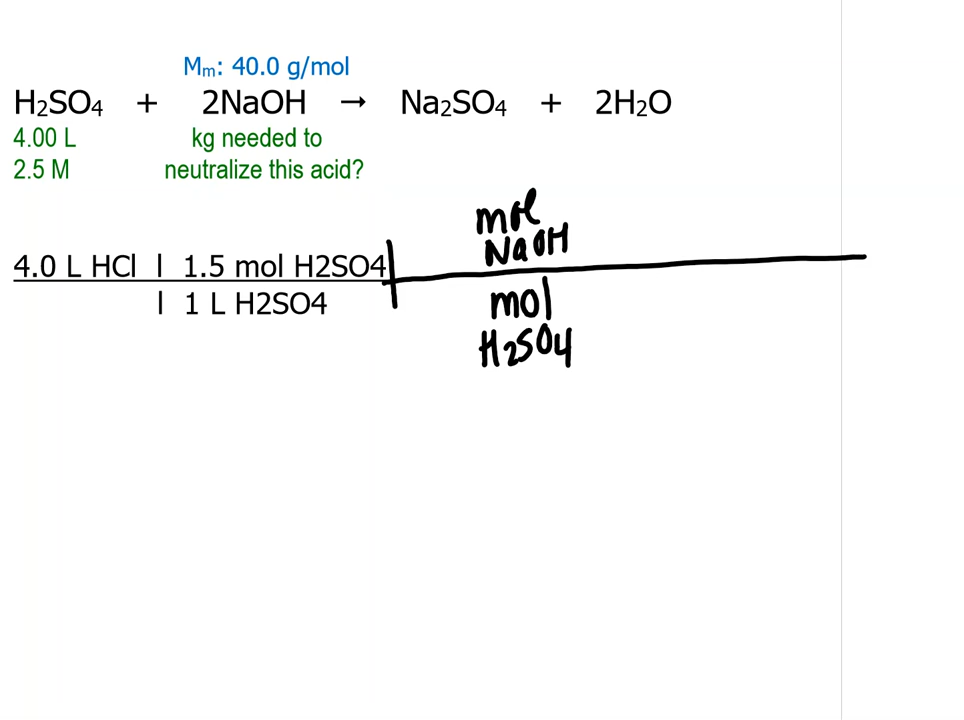 Mₘ: 40.0 g/mol
H₂SO₄ + 2NaOH → Na₂SO₄ + 2H₂O
4.00 L kg needed to
2.5 M neutralize this acid?
mol
NaOH
4.0 L HCl l 1.5 mol H2SO4
l 1 L H2SO4
mol
H2SO4